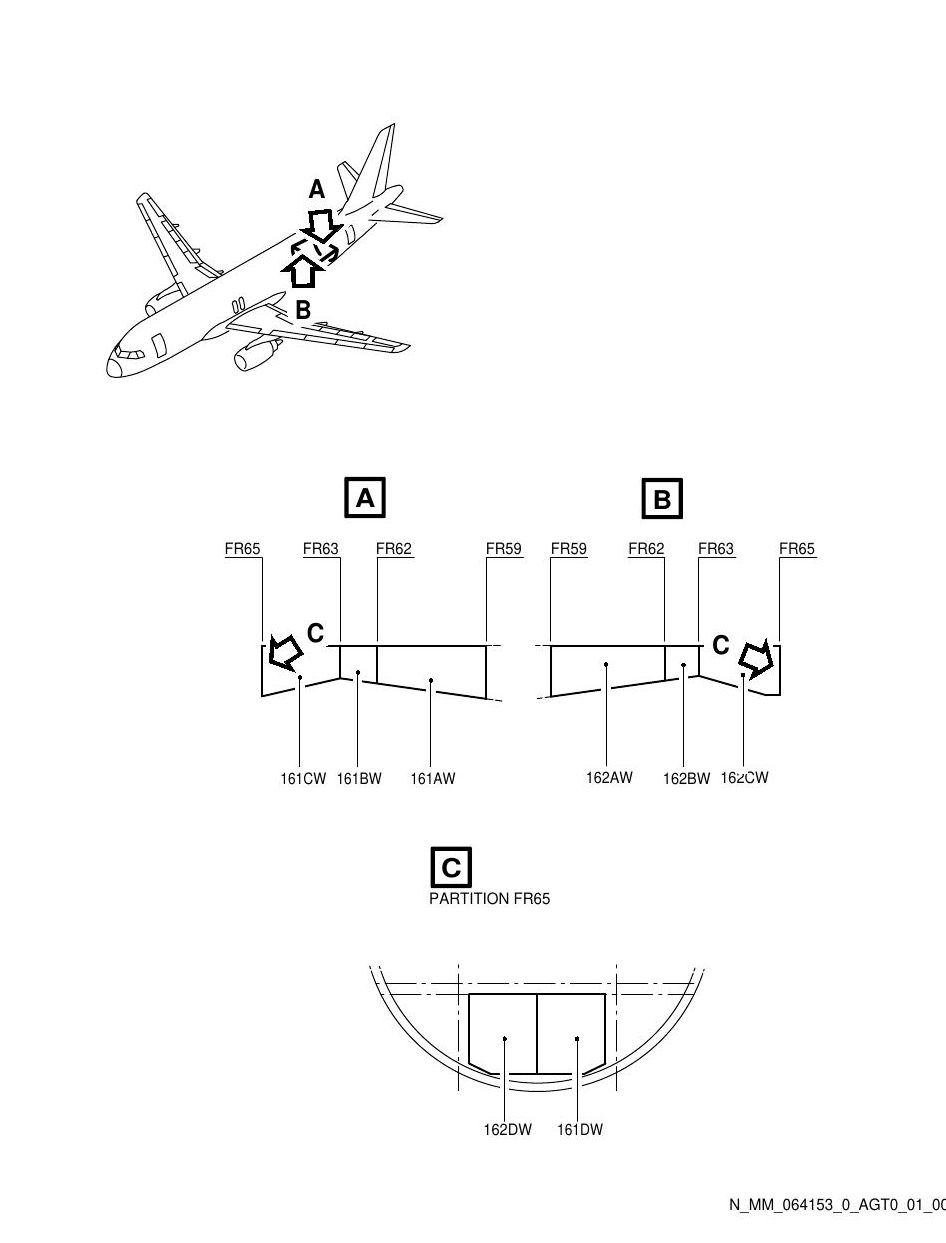 A
B
A
B
FR65 FR63 FR62 FR59 FR59 FR62 FR63 FR65
C C
161CW 161BW 161AW 162AW 162BW 162CW
C
PARTITION FR65
162DW 161DW
N_MM_064153_0_AGT0_01_00